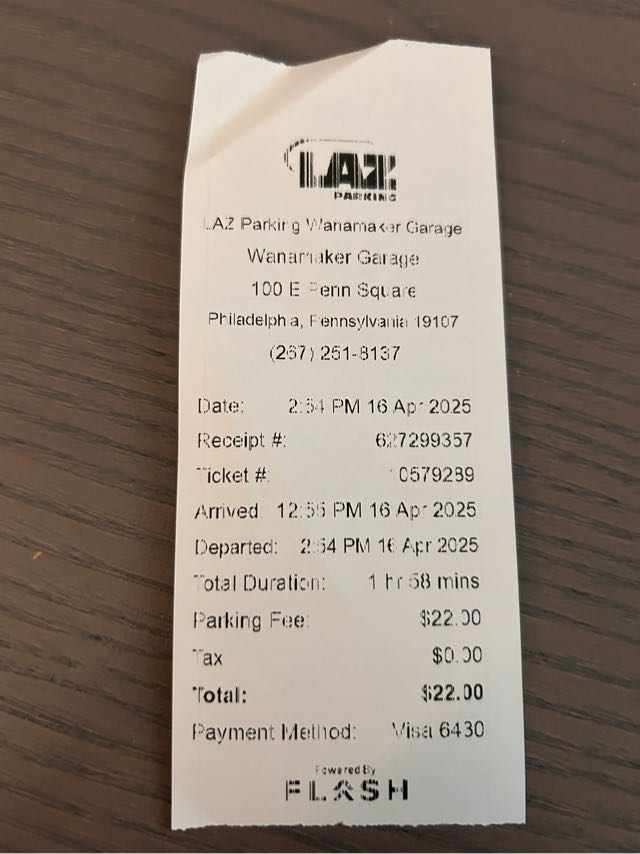 LAZ
PARKING
LAZ Parking Wanamaker Garage
Wanamaker Garage
100 E Penn Square
Philadelphia, Pennsylvania 19107
(267) 251-8137
Date: 2:54 PM 16 Apr 2025
Receipt #: 627299357
Ticket #: 10579289
Arrived: 12:55 PM 16 Apr 2025
Departed: 2:54 PM 16 Apr 2025
Total Duration: 1 hr 58 mins
Parking Fee: $22.00
Tax $0.00
Total: $22.00
Payment Method: Visa 6430
Powered By
FLASH